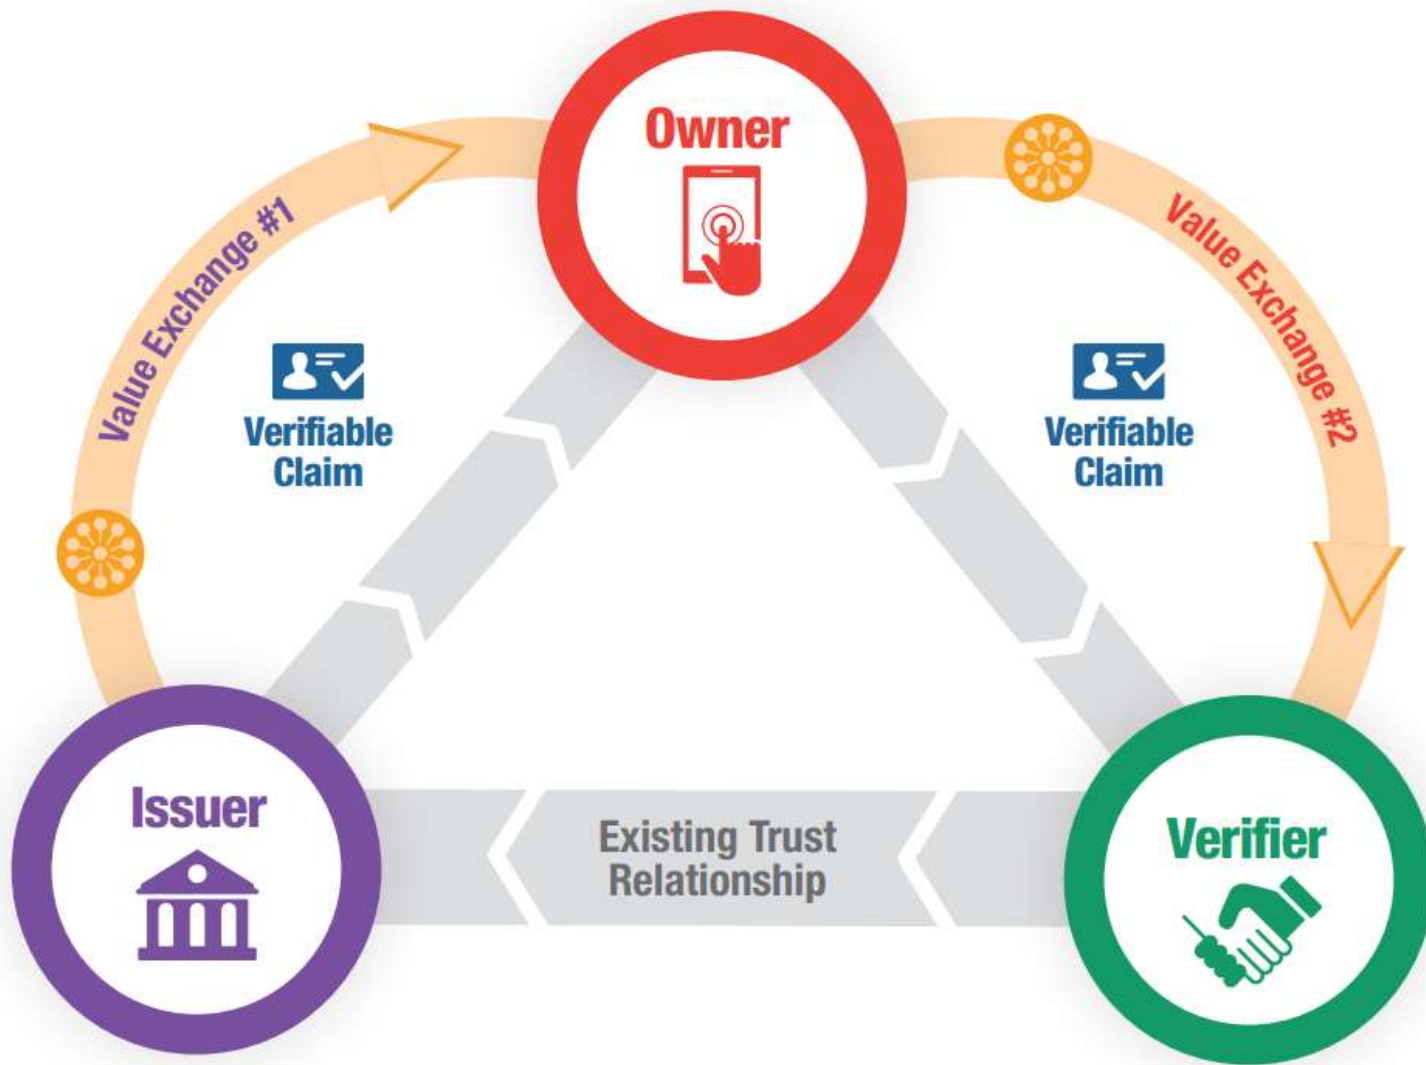 Owner
Value Exchange #1
Value Exchange #2
Verifiable
Claim
Verifiable
Claim
Issuer
Existing Trust
Relationship
Verifier